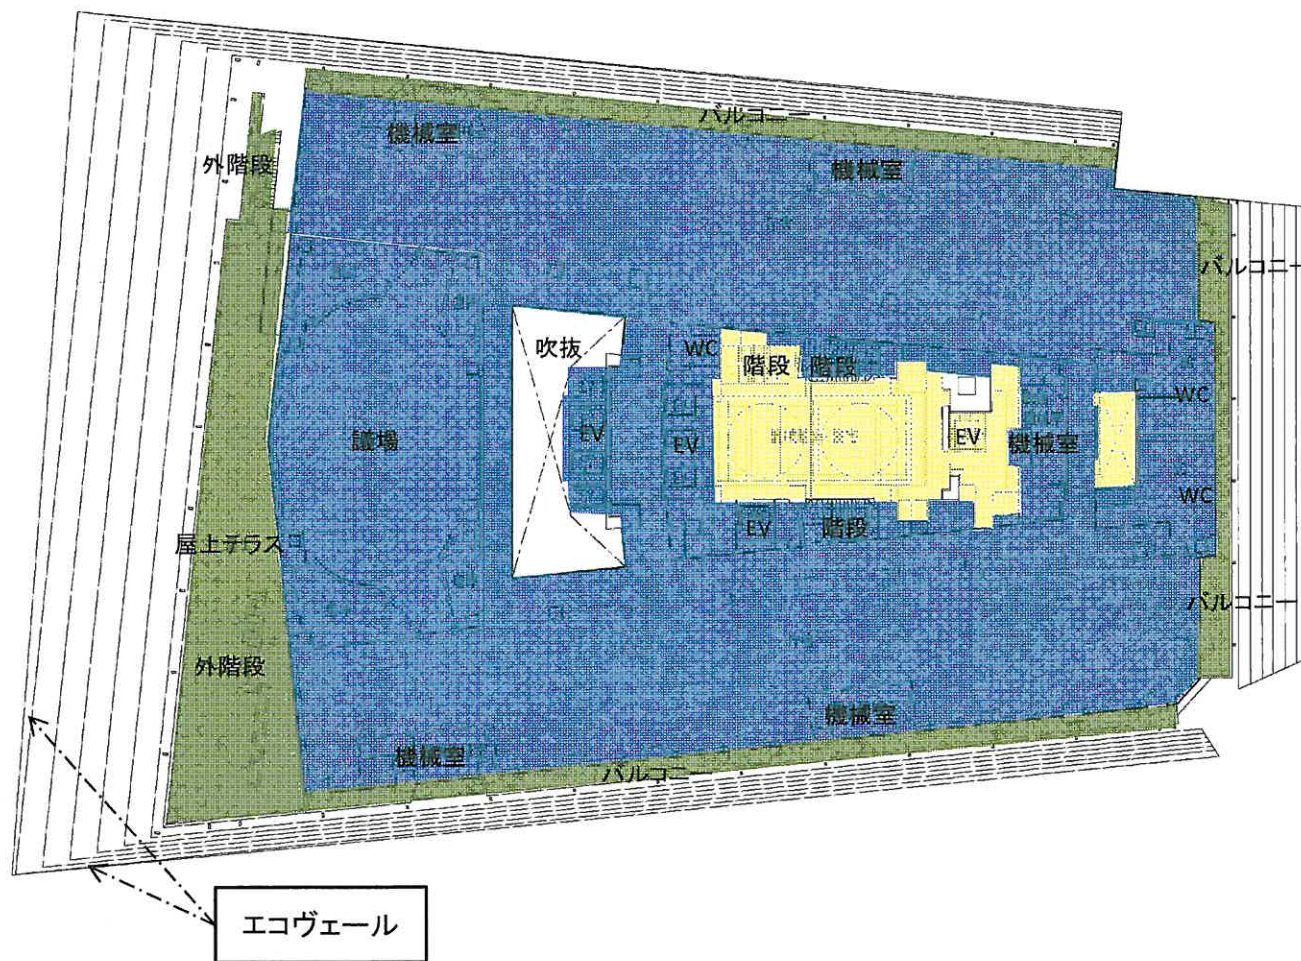 バルコニー
機械室
外階段
機械室
バルコニー
吹抜
WC
階段
階段
WC
EV
EV
EV
議場
機械室
WC
EV
階段
屋上テラス
バルコニー
外階段
機械室
機械室
バルコニー
エコヴェール